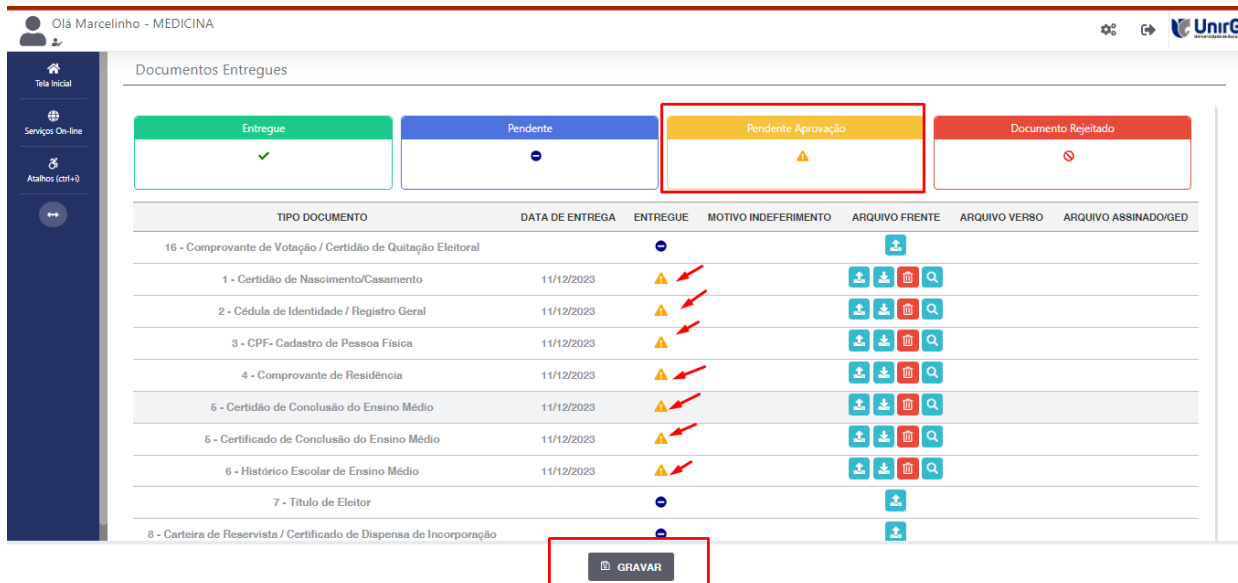 Olá Marcelinho - MEDICINA
UnirG
Tela Inicial
Serviços On-line
Atalhos (ctrl+i)
Documentos Entregues
Entregue Pendente Pendente Aprovação Documento Rejeitado
TIPO DOCUMENTO DATA DE ENTREGA ENTREGUE MOTIVO INDEFERIMENTO ARQUIVO FRENTE ARQUIVO VERSO ARQUIVO ASSINADO/GED
16 - Comprovante de Votação / Certidão de Quitação Eleitoral
1 - Certidão de Nascimento/Casamento 11/12/2023
2 - Cédula de Identidade / Registro Geral 11/12/2023
3 - CPF- Cadastro de Pessoa Física 11/12/2023
4 - Comprovante de Residência 11/12/2023
5 - Certidão de Conclusão do Ensino Médio 11/12/2023
5 - Certificado de Conclusão do Ensino Médio 11/12/2023
6 - Histórico Escolar de Ensino Médio 11/12/2023
7 - Título de Eleitor
8 - Carteira de Reservista / Certificado de Dispensa de Incorporação
GRAVAR